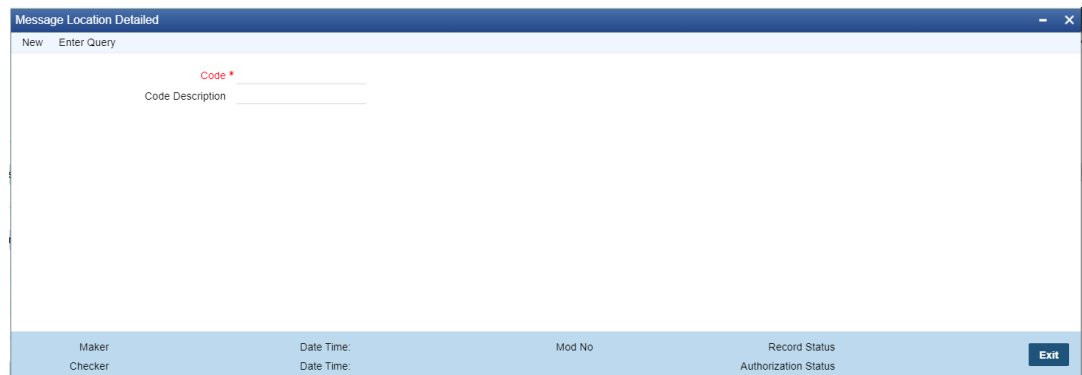 Message Location Detailed
New Enter Query
Code *
Code Description
Maker Date Time: Mod No Record Status
Checker Date Time: Authorization Status
Exit